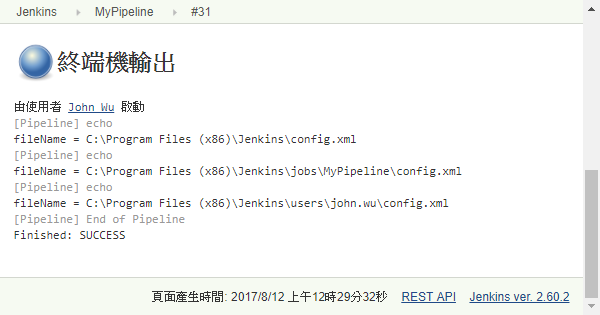 Jenkins MyPipeline #31
終端機輸出
由使用者 John Wu 啟動
[Pipeline] echo
fileName = C:\Program Files (x86)\Jenkins\config.xml
[Pipeline] echo
fileName = C:\Program Files (x86)\Jenkins\jobs\MyPipeline\config.xml
[Pipeline] echo
fileName = C:\Program Files (x86)\Jenkins\users\john.wu\config.xml
[Pipeline] End of Pipeline
Finished: SUCCESS
頁面產生時間: 2017/8/12 上午12時29分32秒 REST API Jenkins ver. 2.60.2